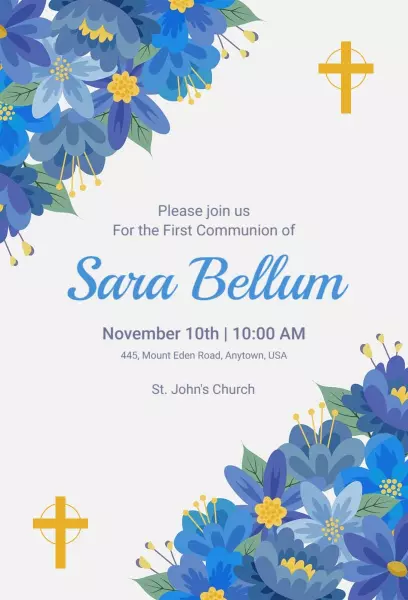 Please join us
For the First Communion of
Sara Bellum
November 10th | 10:00 AM
445, Mount Eden Road, Anytown, USA
St. John's Church